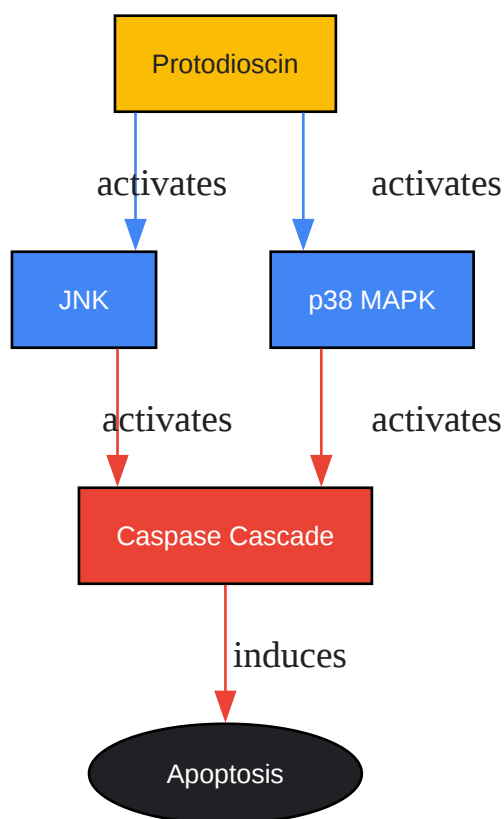 Protodioscin
activates
activates
JNK
p38 MAPK
activates
activates
Caspase Cascade
induces
Apoptosis